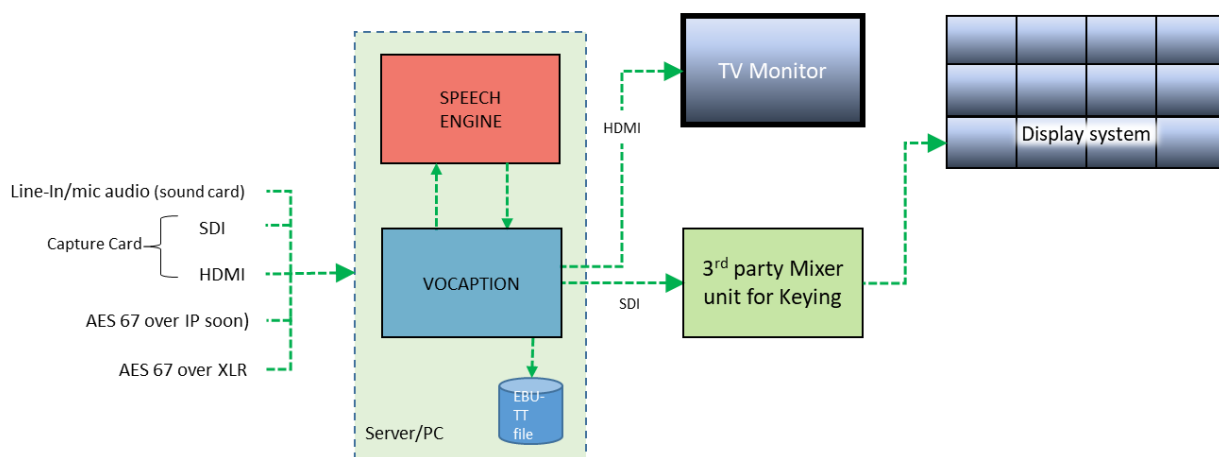 SPEECH
ENGINE
TV Monitor
HDMI
Display system
Line-In/mic audio (sound card)
SDI
Capture Card
HDMI
AES 67 over IP soon)
AES 67 over XLR
VOCAPTION
SDI
3rd party Mixer
unit for Keying
EBU-
TT
file
Server/PC